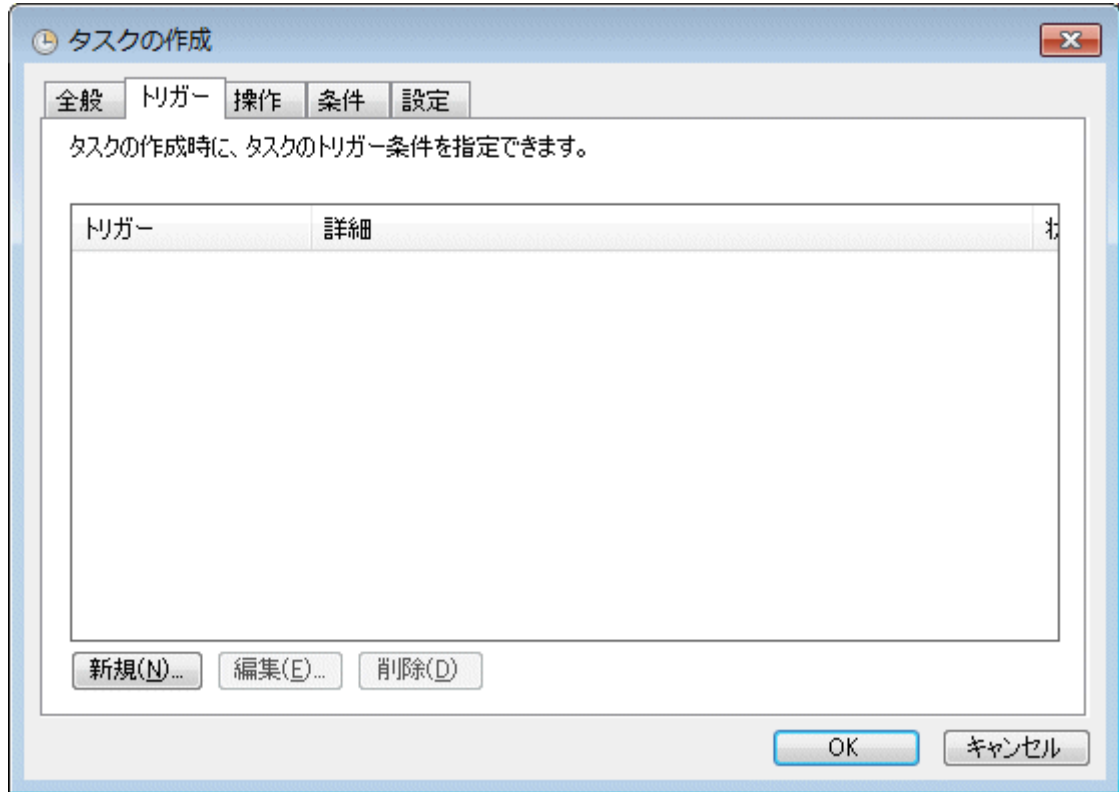 タスクの作成
全般 トリガー 操作 条件 設定
タスクの作成時に、タスクのトリガー条件を指定できます。
トリガー 詳細
新規(N)... 編集(E)... 削除(D)
OK キャンセル